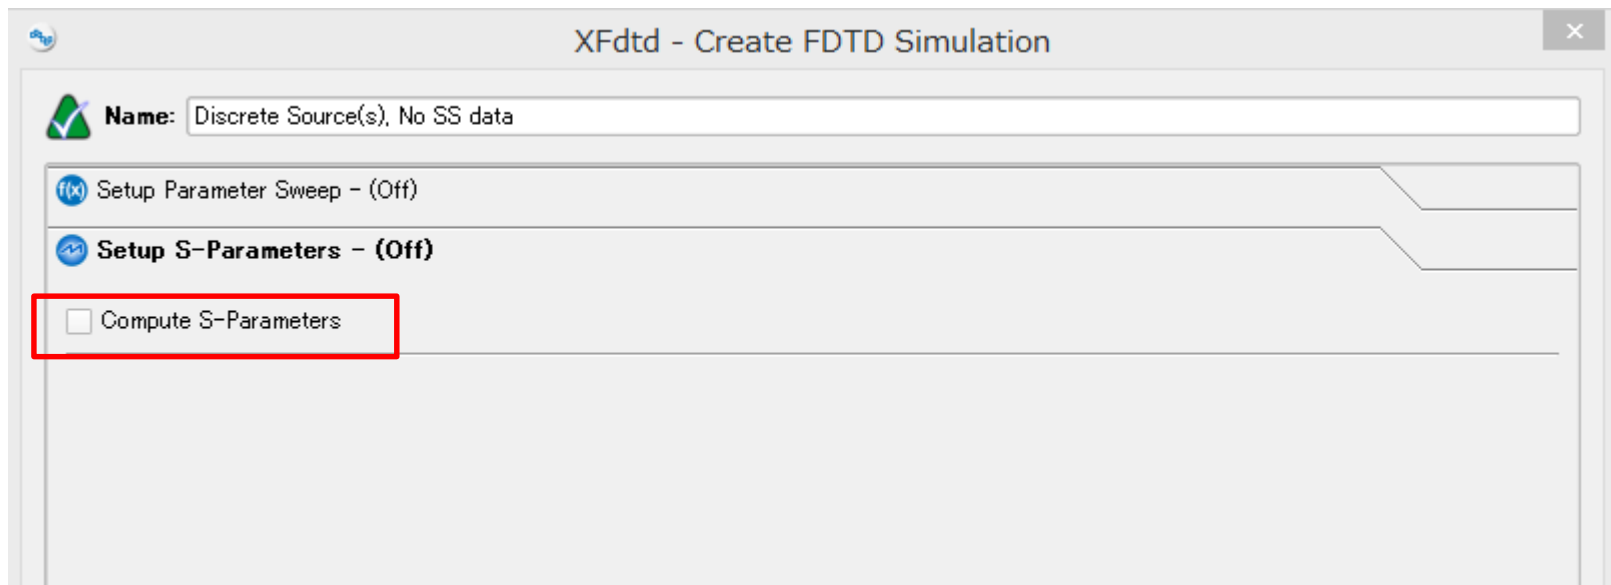 XFdtd - Create FDTD Simulation
Name: Discrete Source(s), No SS data
f(x) Setup Parameter Sweep - (Off)
Setup S-Parameters - (Off)
Compute S-Parameters